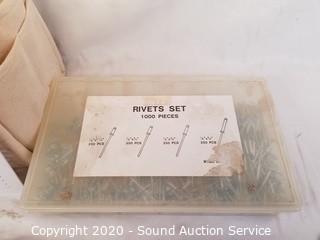 RIVETS SET
1000 PIECES
250 PCS 250 PCS 250 PCS 250 PCS
Copyright © 2020 - Sound Auction Service